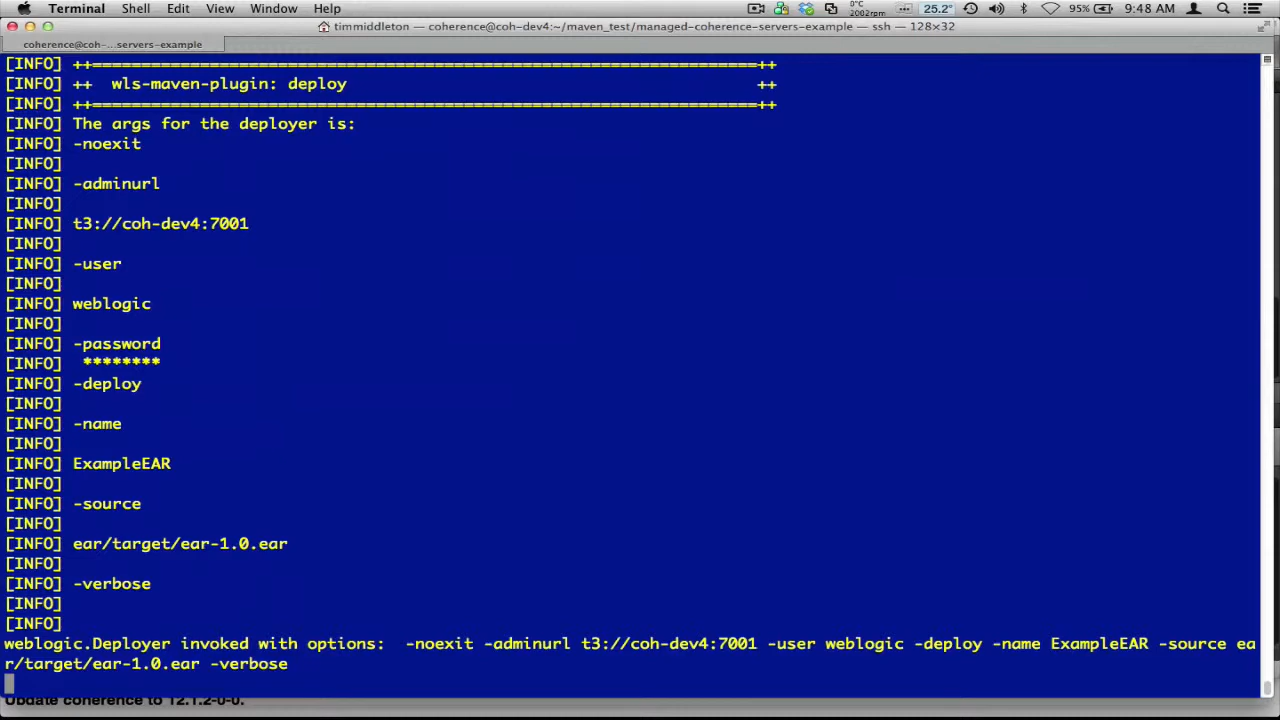 Terminal Shell Edit View Window Help 0°C 2002rpm 25.2° 95% 9:48 AM
timmiddleton — coherence@coh-dev4:~/maven_test/managed-coherence-servers-example — ssh — 128×32
coherence@coh-...servers-example
[INFO] ++====================================================================++
[INFO] ++  wls-maven-plugin: deploy                                          ++
[INFO] ++====================================================================++
[INFO] The args for the deployer is:
[INFO] -noexit
[INFO]
[INFO] -adminurl
[INFO]
[INFO] t3://coh-dev4:7001
[INFO]
[INFO] -user
[INFO]
[INFO] weblogic
[INFO]
[INFO] -password
[INFO]  ********
[INFO] -deploy
[INFO]
[INFO] -name
[INFO]
[INFO] ExampleEAR
[INFO]
[INFO] -source
[INFO]
[INFO] ear/target/ear-1.0.ear
[INFO]
[INFO] -verbose
[INFO]
[INFO]
weblogic.Deployer invoked with options:  -noexit -adminurl t3://coh-dev4:7001 -user weblogic -deploy -name ExampleEAR -source ea
r/target/ear-1.0.ear -verbose
Update coherence to 12.1.2-0-0.